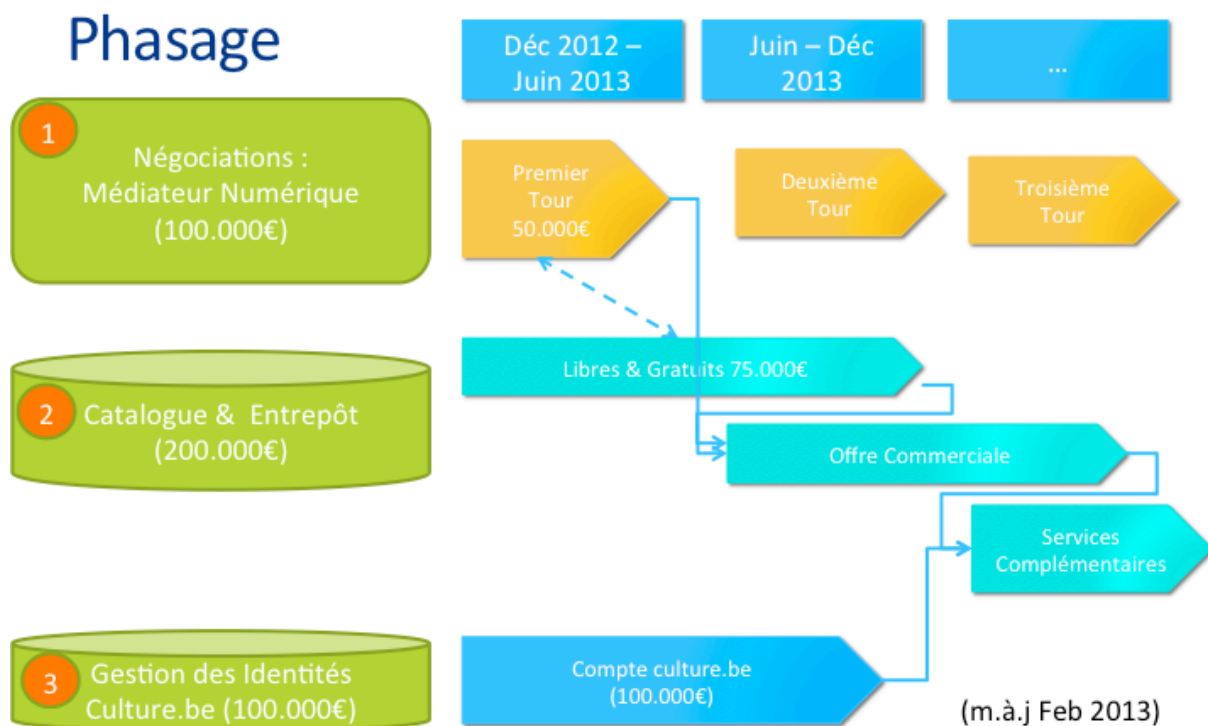 Phasage
Déc 2012 –
Juin 2013
Juin – Déc
2013
...
1
Négociations :
Médiateur Numérique
(100.000€)
Premier
Tour
50.000€
Deuxième
Tour
Troisième
Tour
2
Catalogue & Entrepôt
(200.000€)
Libres & Gratuits 75.000€
Offre Commerciale
Services
Complémentaires
3
Gestion des Identités
Culture.be (100.000€)
Compte culture.be
(100.000€)
(m.à.j Feb 2013)